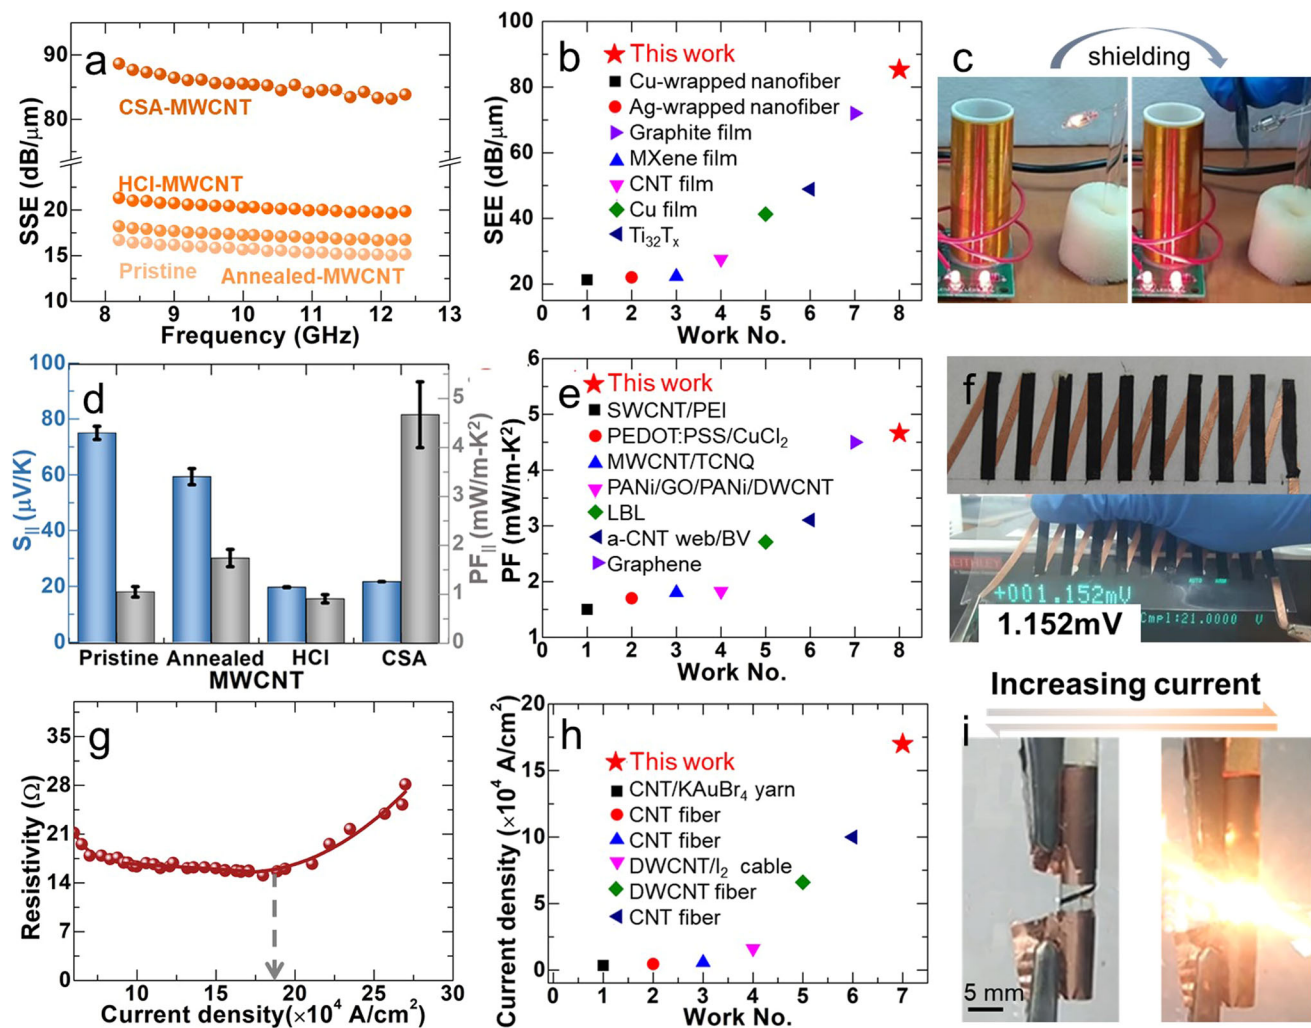 a
SSE (dB/μm)
90
80
20
15
10
CSA-MWCNT
HCl-MWCNT
Pristine
Annealed-MWCNT
8 9 10 11 12 13
Frequency (GHz)
b
SEE (dB/μm)
100
80
60
40
20
This work
Cu-wrapped nanofiber
Ag-wrapped nanofiber
Graphite film
MXene film
CNT film
Cu film
Ti₃₂Tₓ
0 1 2 3 4 5 6 7 8
Work No.
c
shielding
d
S|| (μV/K)
100
80
60
40
20
0
PF|| (mW/m-K²)
5
4
3
2
1
0
Pristine Annealed HCl CSA
MWCNT
e
PF (mW/m-K²)
6
5
4
3
2
1
This work
SWCNT/PEI
PEDOT:PSS/CuCl₂
MWCNT/TCNQ
PANi/GO/PANi/DWCNT
LBL
a-CNT web/BV
Graphene
0 1 2 3 4 5 6 7 8
Work No.
f
KEITHLEY
+001.152mV
Cmpl:21.0000 V
1.152mV
g
Resistivity (Ω)
35
28
21
14
7
0
10 15 20 25 30
Current density(×10⁴ A/cm²)
h
Current density (×10⁴ A/cm²)
20
15
10
5
0
This work
CNT/KAuBr₄ yarn
CNT fiber
CNT fiber
DWCNT/I₂ cable
DWCNT fiber
CNT fiber
0 1 2 3 4 5 6 7
Work No.
Increasing current
i
5 mm